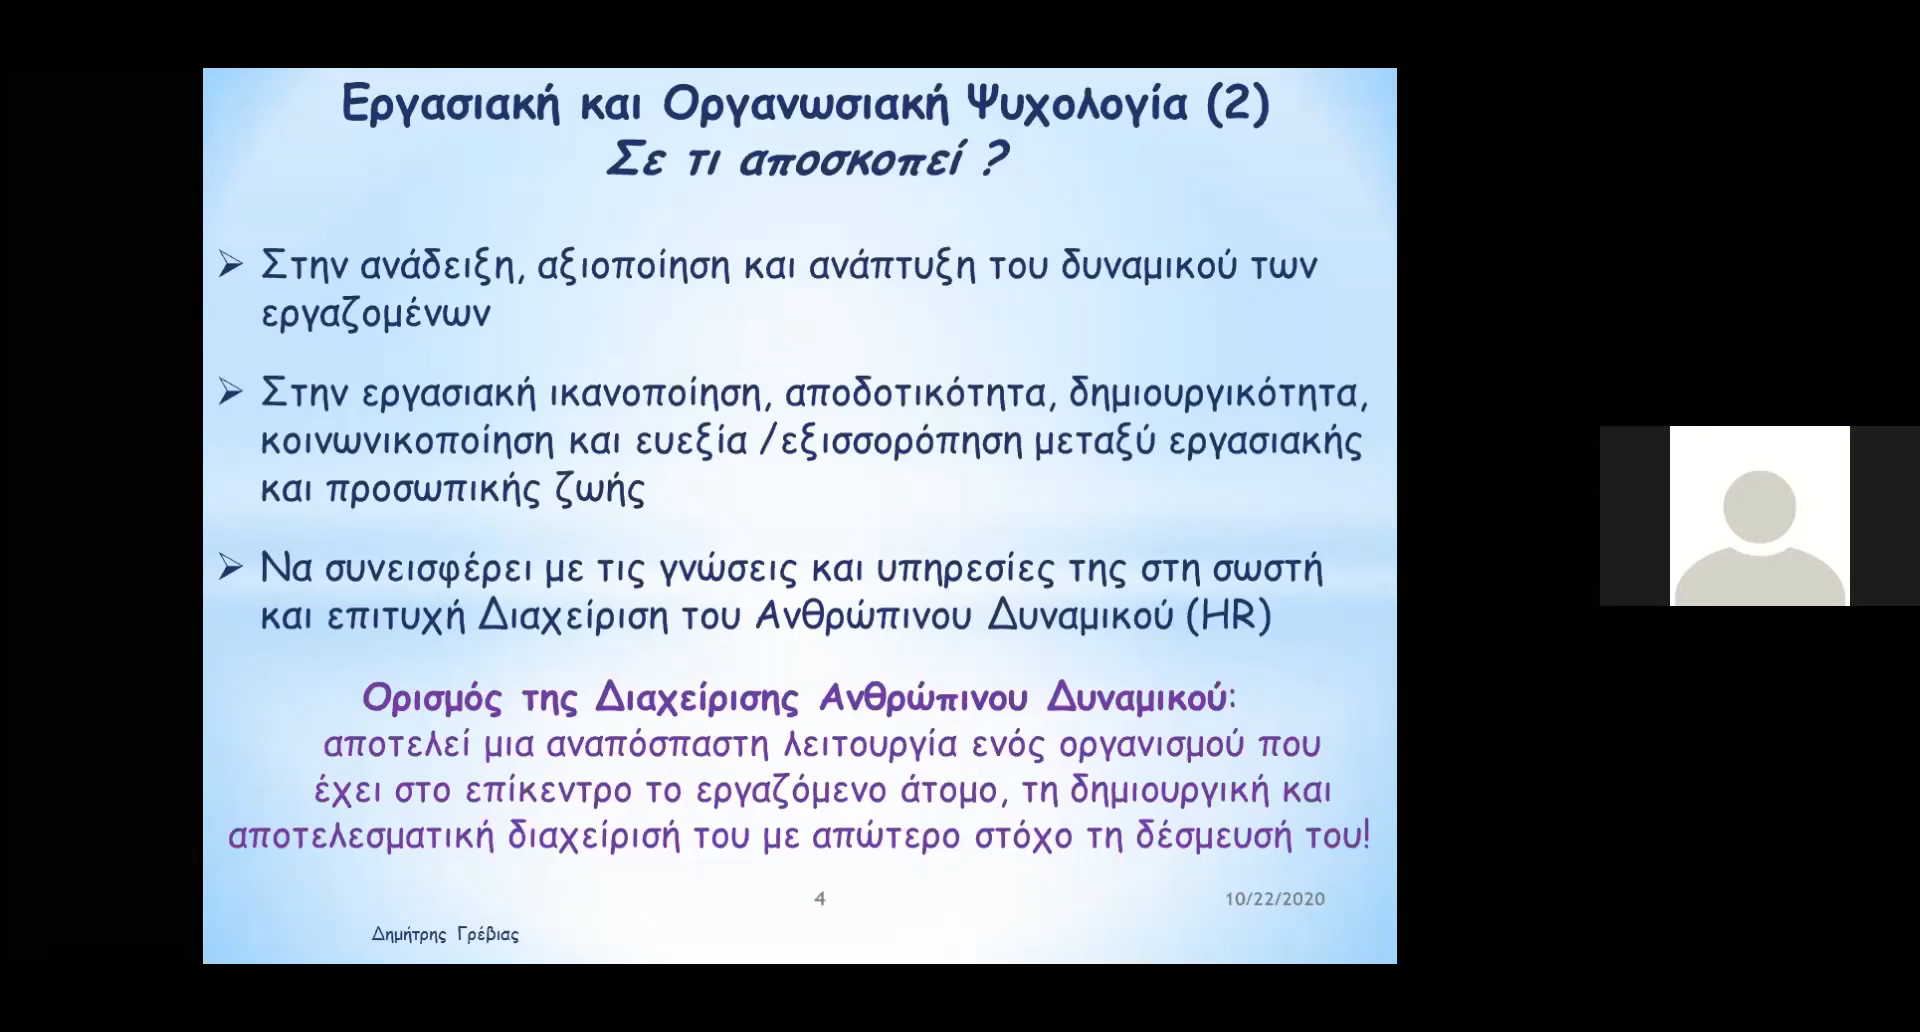 Εργασιακή και Οργανωσιακή Ψυχολογία (2)
Σε τι αποσκοπεί ?
➢ Στην ανάδειξη, αξιοποίηση και ανάπτυξη του δυναμικού των
εργαζομένων
➢ Στην εργασιακή ικανοποίηση, αποδοτικότητα, δημιουργικότητα,
κοινωνικοποίηση και ευεξία /εξισσορόπηση μεταξύ εργασιακής
και προσωπικής ζωής
➢ Να συνεισφέρει με τις γνώσεις και υπηρεσίες της στη σωστή
και επιτυχή Διαχείριση του Ανθρώπινου Δυναμικού (HR)
Ορισμός της Διαχείρισης Ανθρώπινου Δυναμικού:
αποτελεί μια αναπόσπαστη λειτουργία ενός οργανισμού που
έχει στο επίκεντρο το εργαζόμενο άτομο, τη δημιουργική και
αποτελεσματική διαχείρισή του με απώτερο στόχο τη δέσμευσή του!
4
10/22/2020
Δημήτρης Γρέβιας